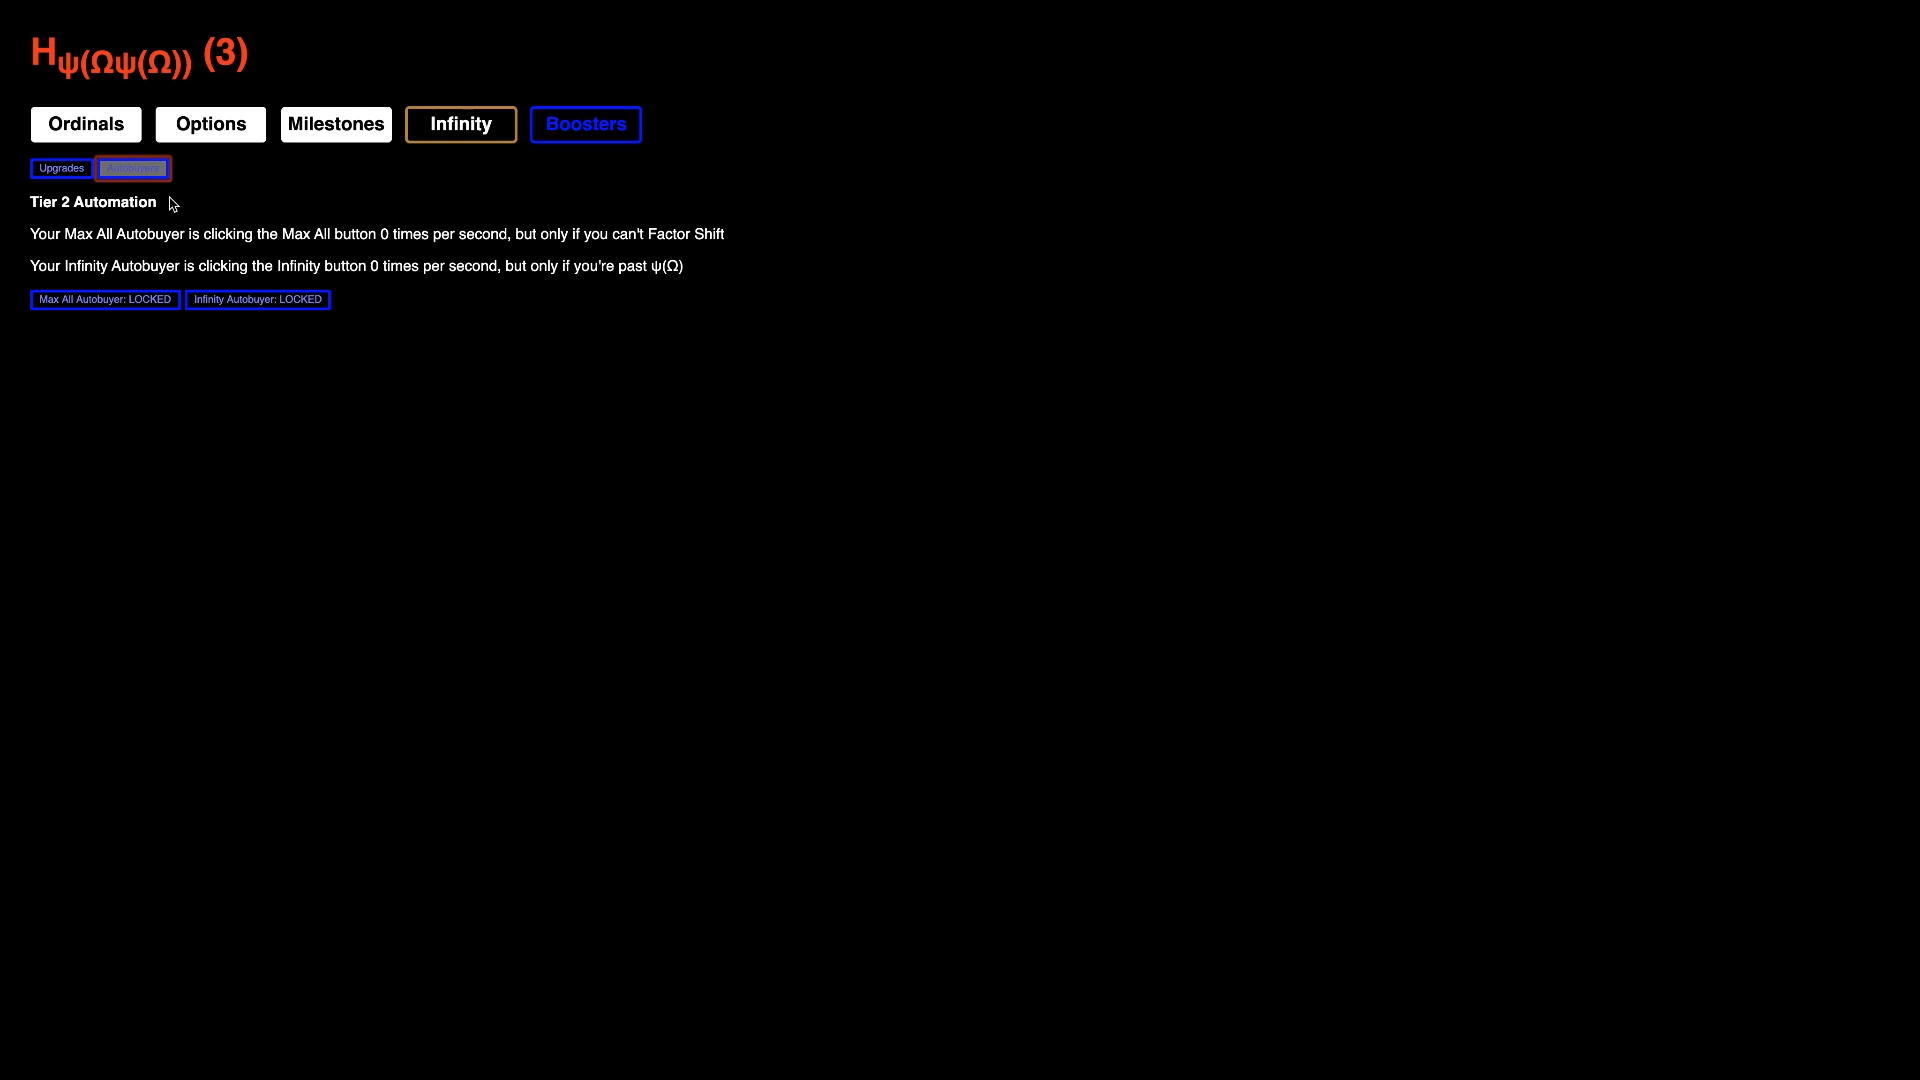 Hψ(Ωψ(Ω)) (3)
Ordinals Options Milestones Infinity Boosters
Upgrades Autobuyers
Tier 2 Automation
Your Max All Autobuyer is clicking the Max All button 0 times per second, but only if you can't Factor Shift
Your Infinity Autobuyer is clicking the Infinity button 0 times per second, but only if you're past ψ(Ω)
Max All Autobuyer: LOCKED Infinity Autobuyer: LOCKED